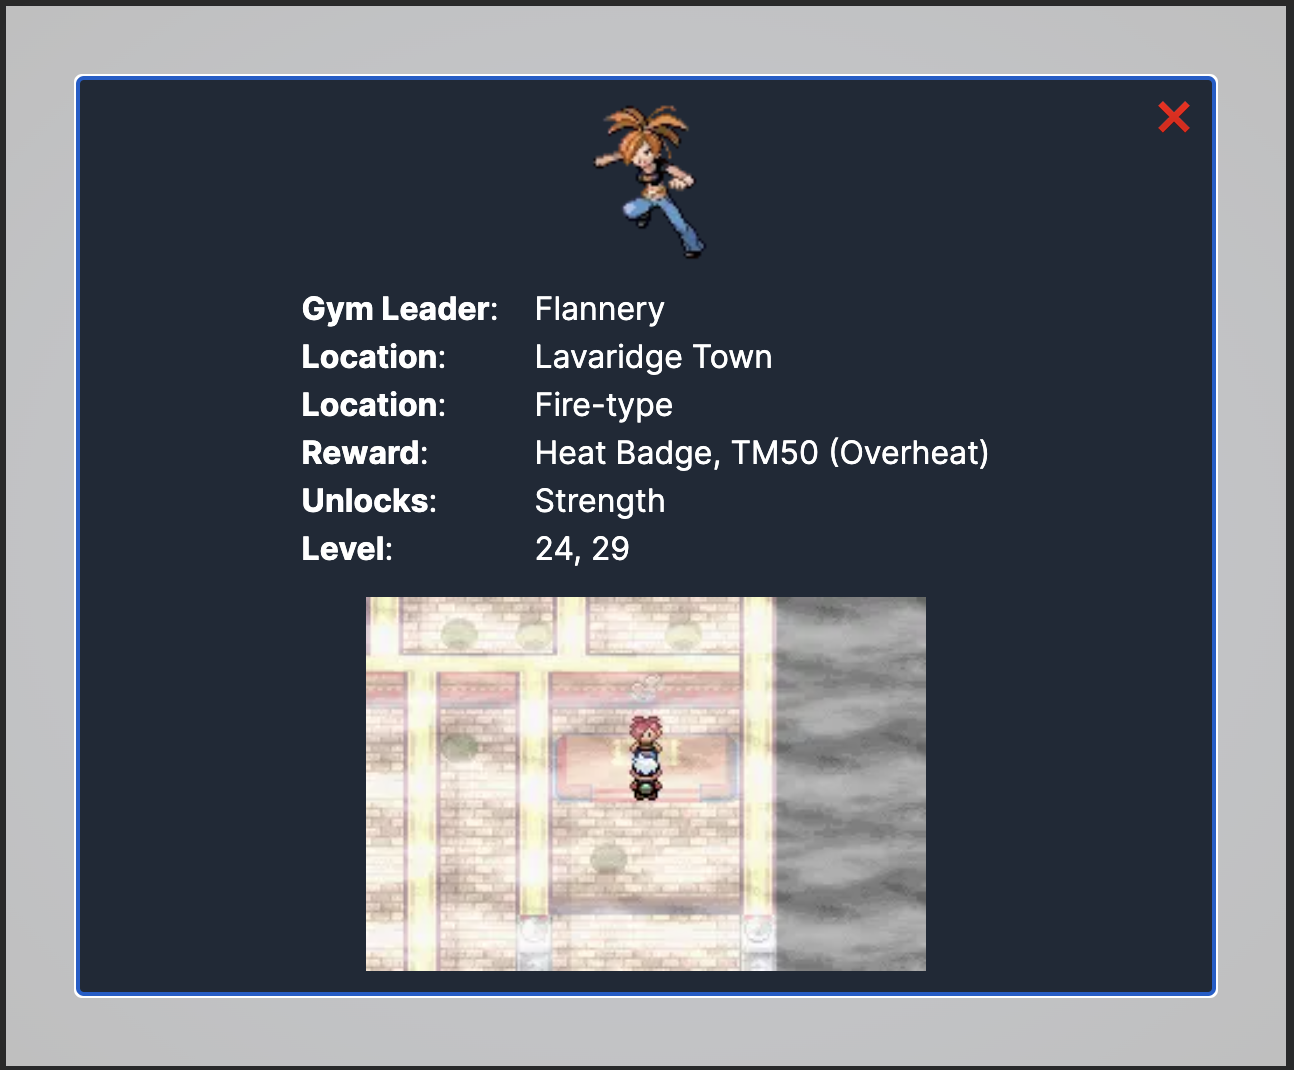 Gym Leader: Flannery
Location: Lavaridge Town
Location: Fire-type
Reward: Heat Badge, TM50 (Overheat)
Unlocks: Strength
Level: 24, 29